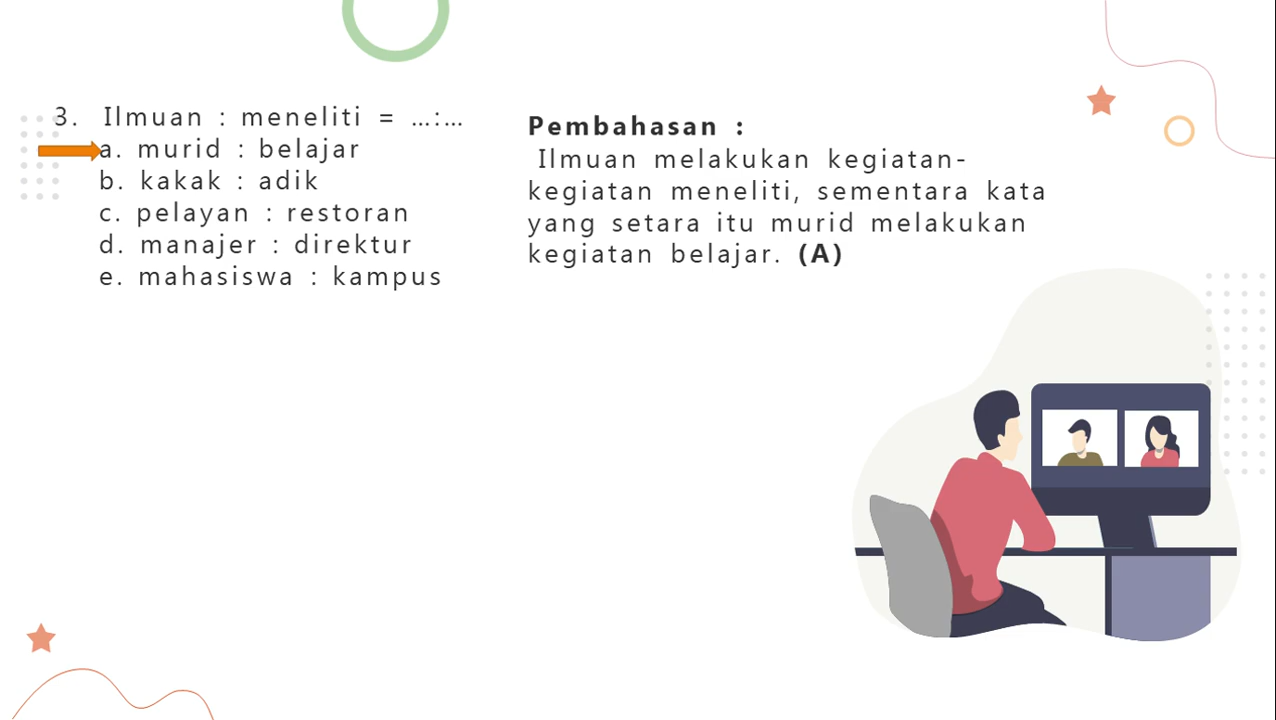 3. Ilmuan : meneliti = ...:...
a. murid : belajar
b. kakak : adik
c. pelayan : restoran
d. manajer : direktur
e. mahasiswa : kampus
Pembahasan :
Ilmuan melakukan kegiatan-
kegiatan meneliti, sementara kata
yang setara itu murid melakukan
kegiatan belajar. (A)